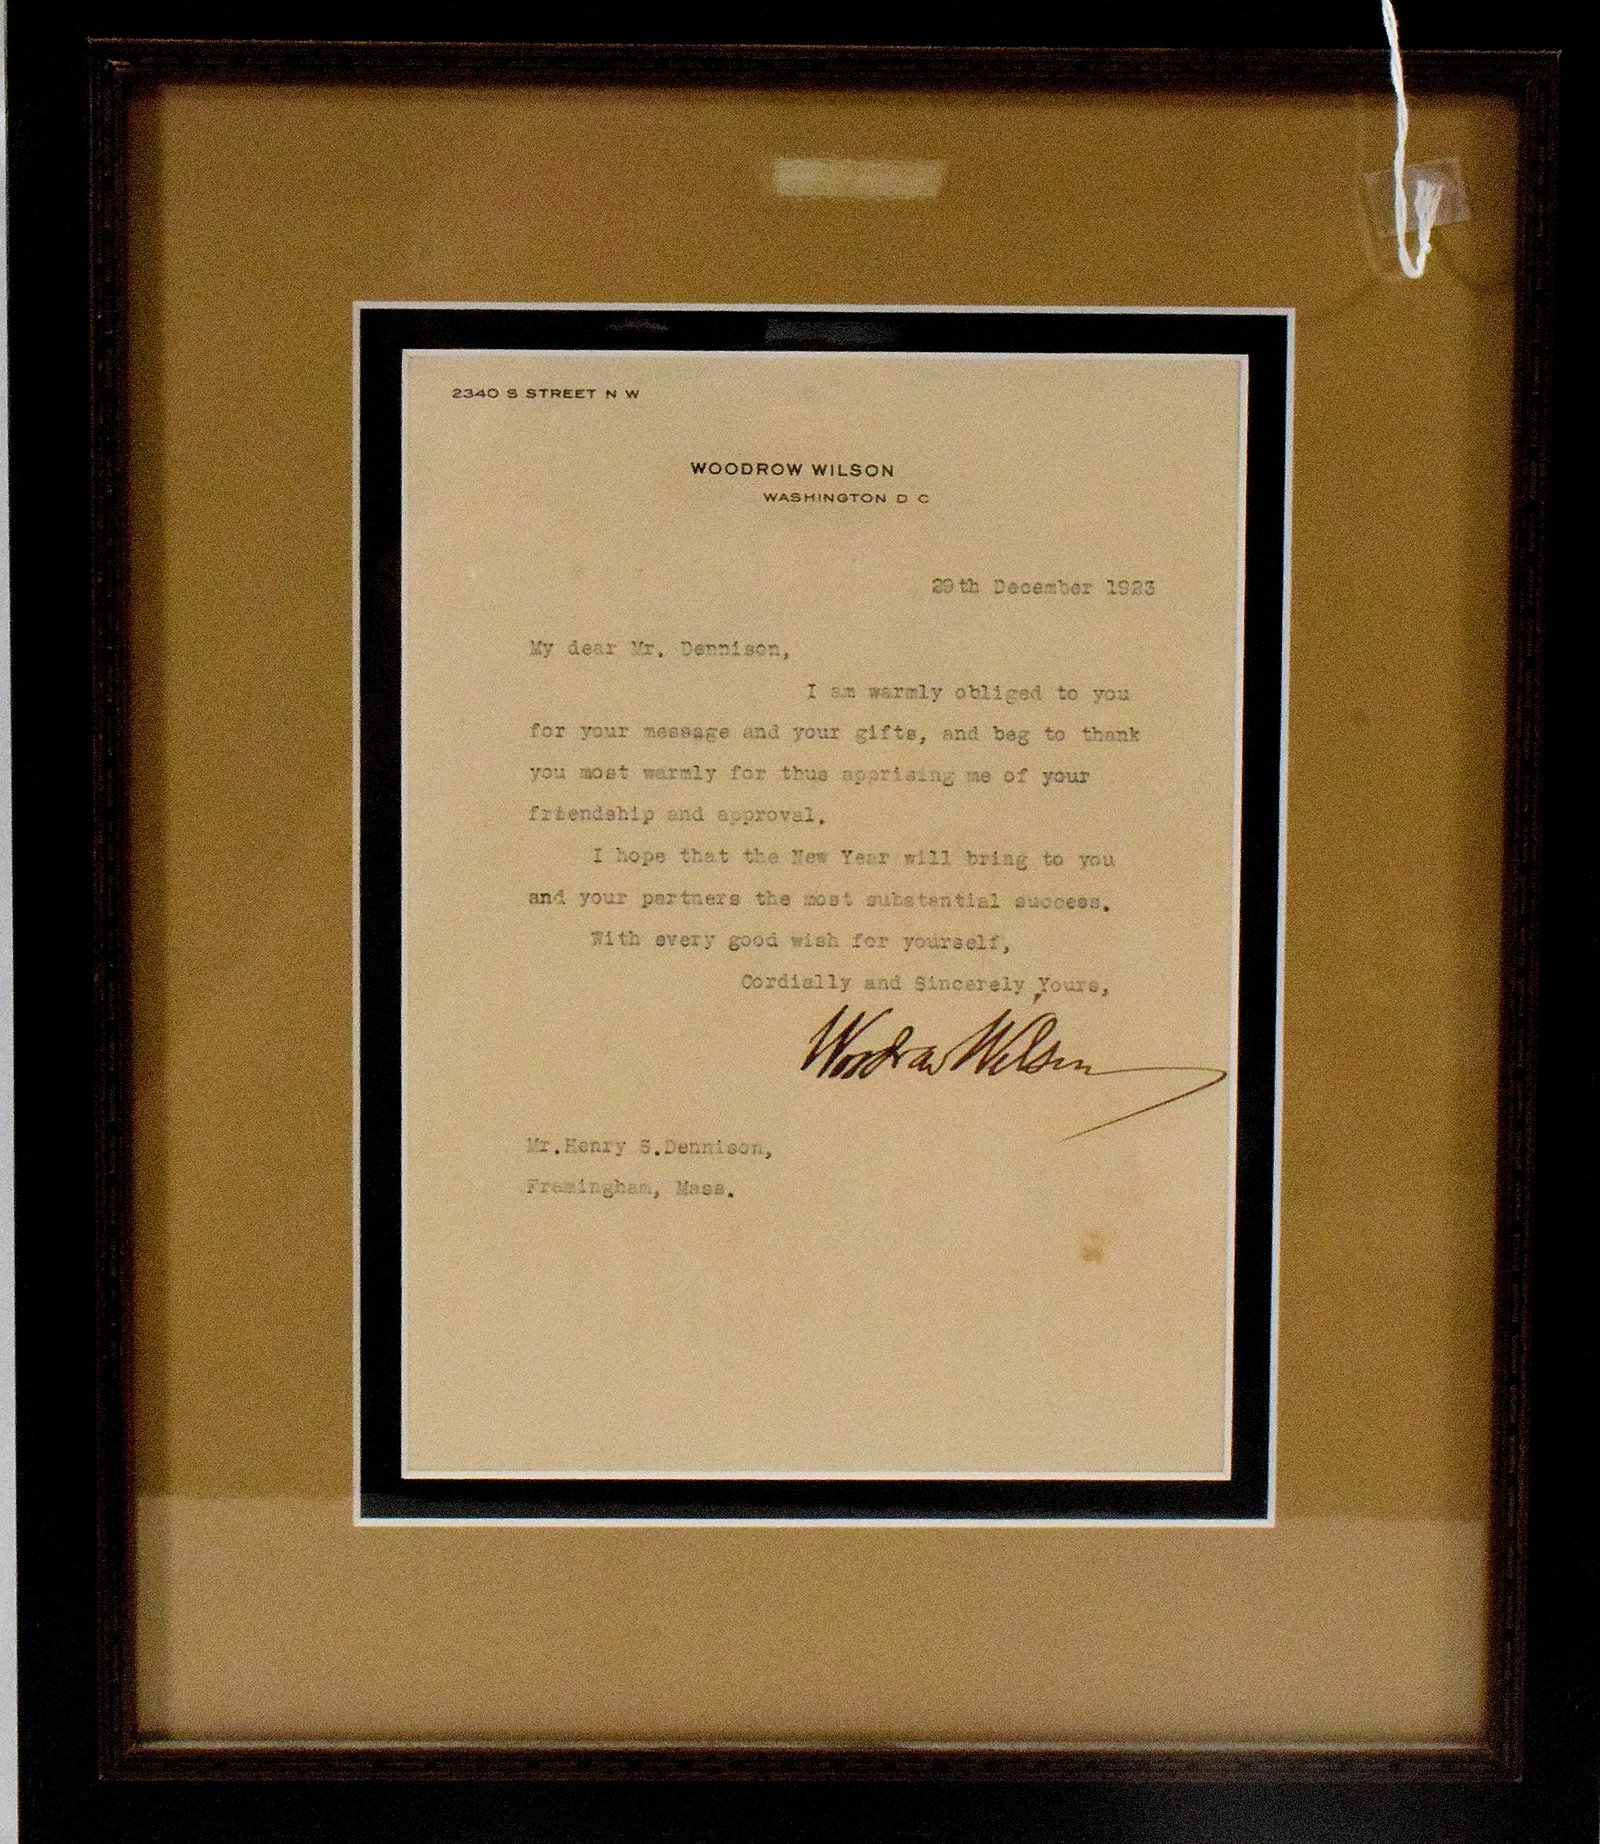 2340 S STREET N W
WOODROW WILSON
WASHINGTON D C
29th December 1923
My dear Mr. Dennison,
I am warmly obliged to you
for your message and your gifts, and beg to thank
you most warmly for thus apprising me of your
friendship and approval.
I hope that the New Year will bring to you
and your partners the most substantial success.
With every good wish for yourself,
Cordially and Sincerely Yours,
Woodrow Wilson
Mr.Henry S.Dennison,
Framingham, Mass.